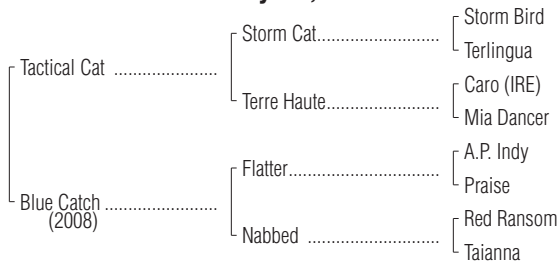 Storm Bird
Storm Cat....................
Terlingua
Tactical Cat .....................
Caro (IRE)
Terre Haute.....................
Mia Dancer
A.P. Indy
Flatter...........................
Praise
Blue Catch .......................
(2008)
Red Ransom
Nabbed ..........................
Taianna